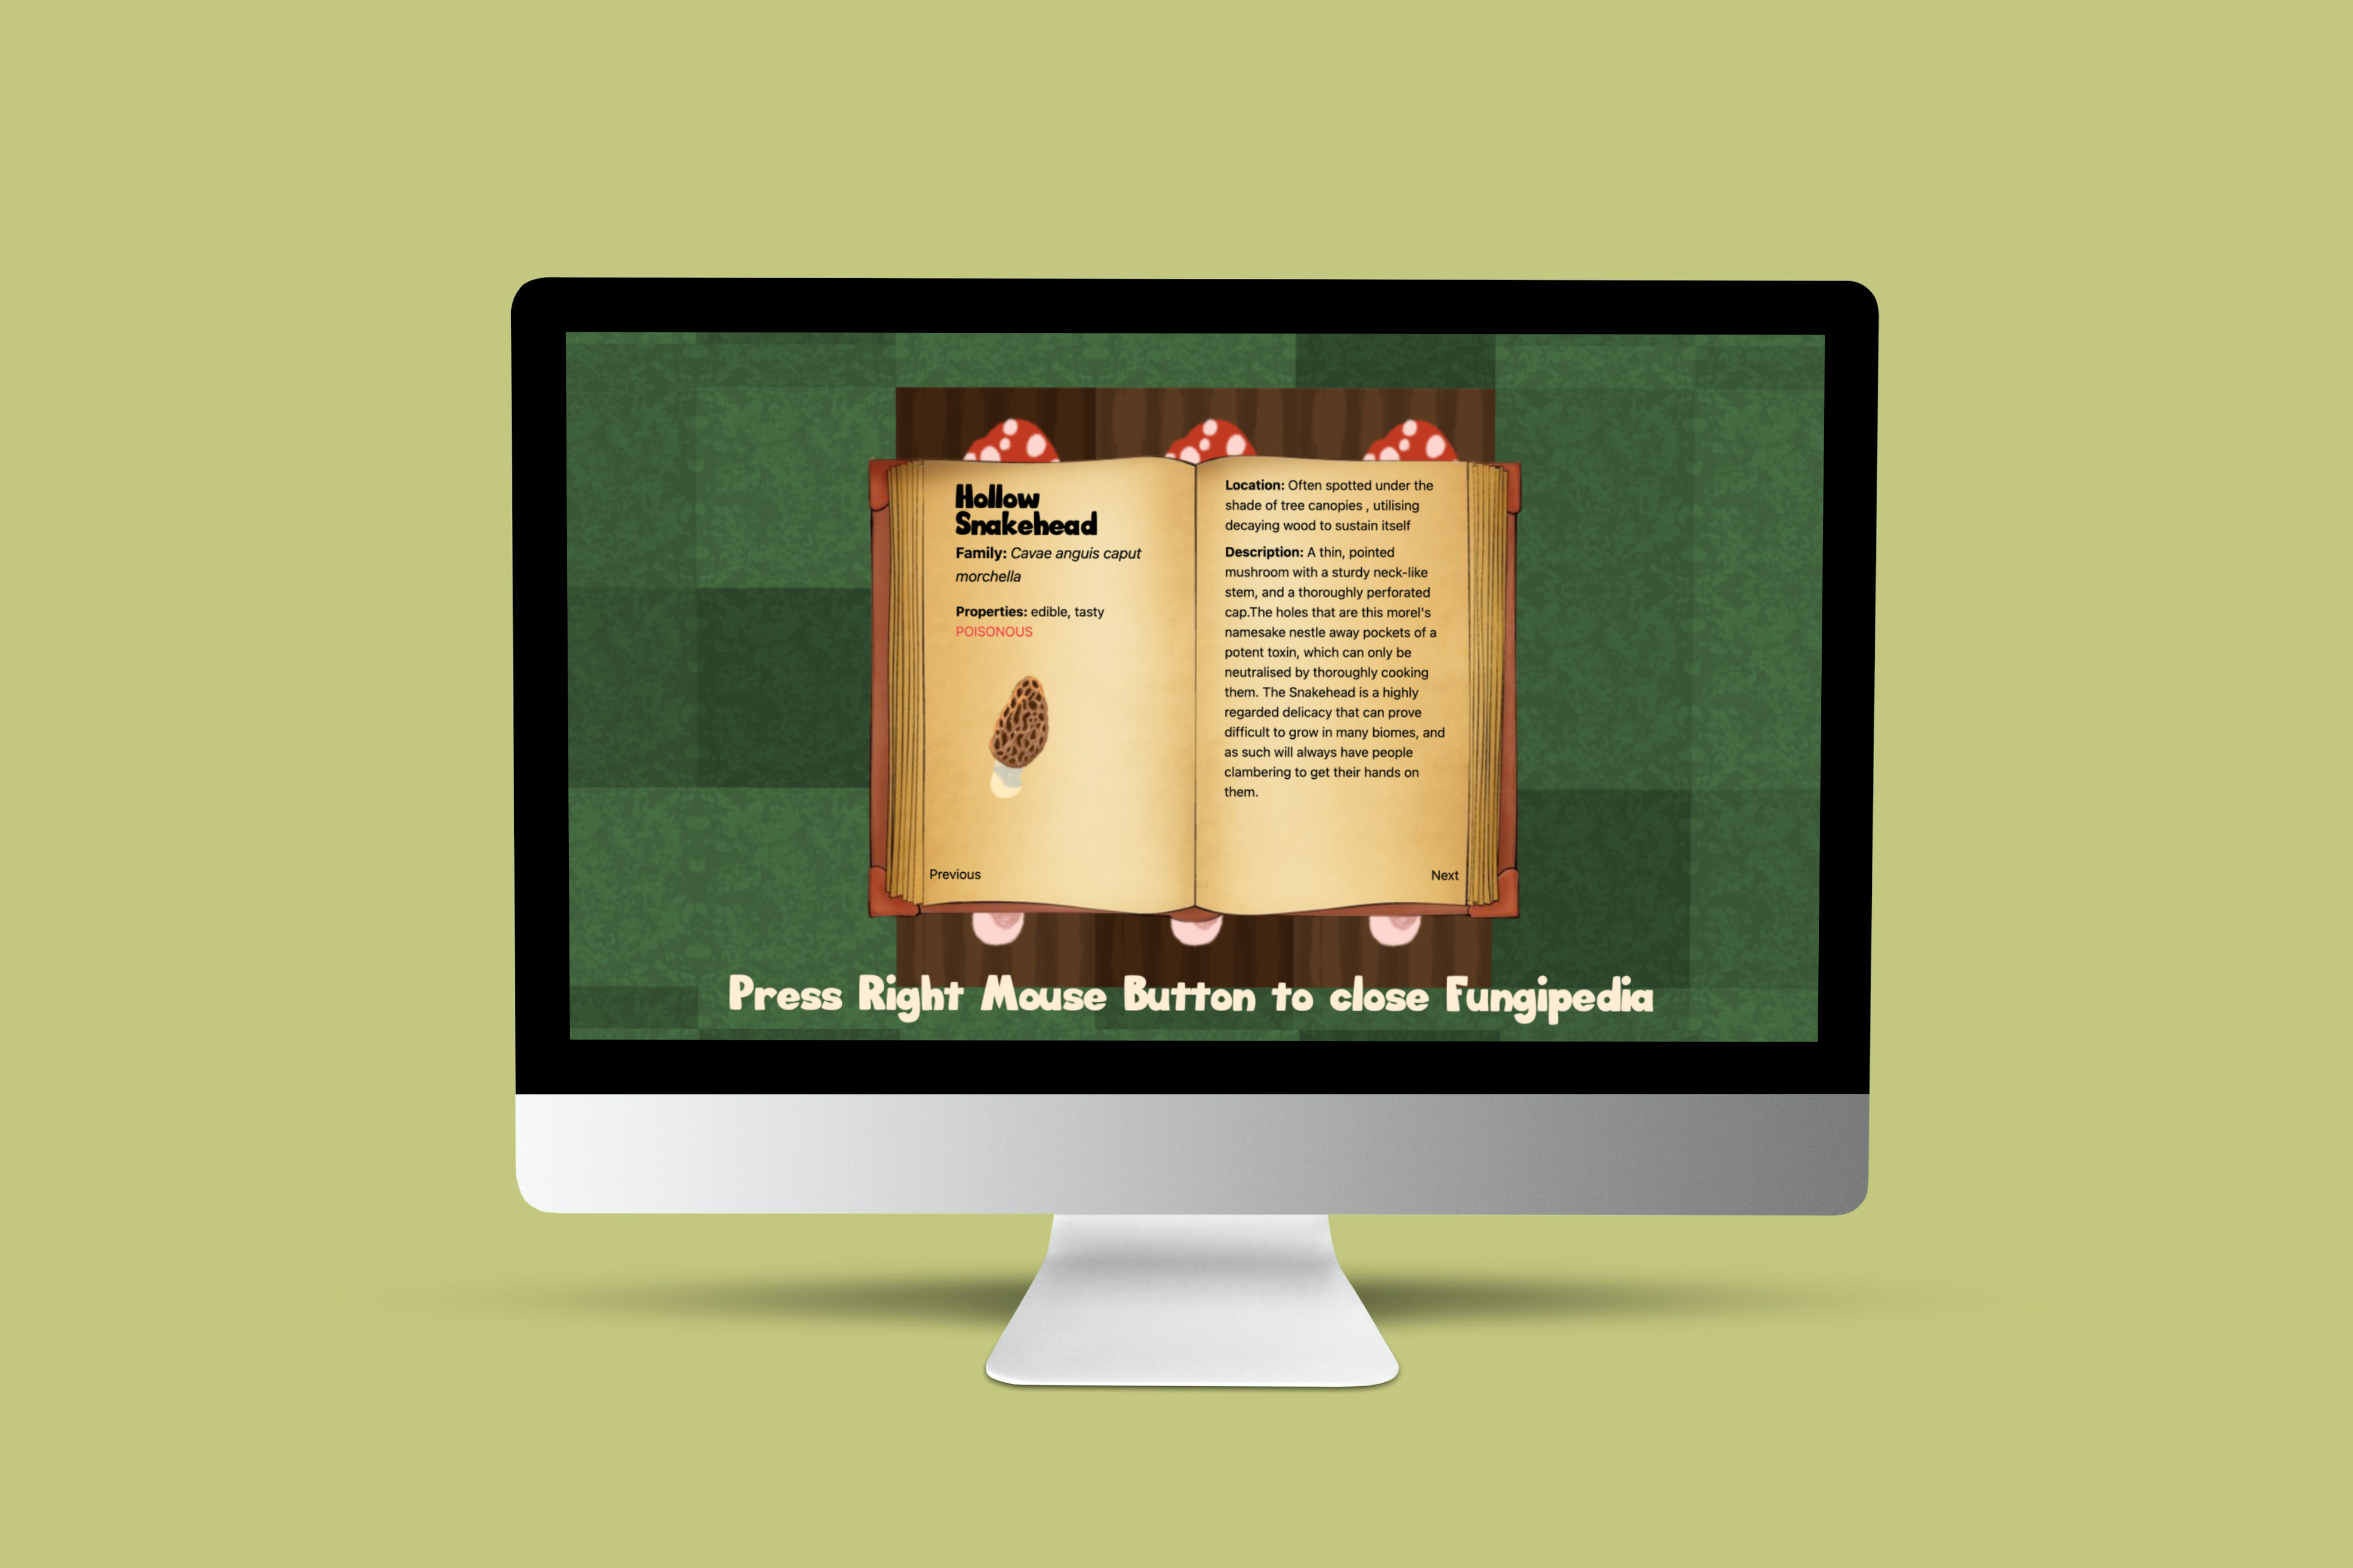 Hollow
Snakehead
Family: Cavae anguis caput
morchella
Properties: edible, tasty
POISONOUS
Previous
Location: Often spotted under the
shade of tree canopies , utilising
decaying wood to sustain itself
Description: A thin, pointed
mushroom with a sturdy neck-like
stem, and a thoroughly perforated
cap.The holes that are this morel's
namesake nestle away pockets of a
potent toxin, which can only be
neutralised by thoroughly cooking
them. The Snakehead is a highly
regarded delicacy that can prove
difficult to grow in many biomes, and
as such will always have people
clambering to get their hands on
them.
Next
Press Right Mouse Button to close Fungipedia